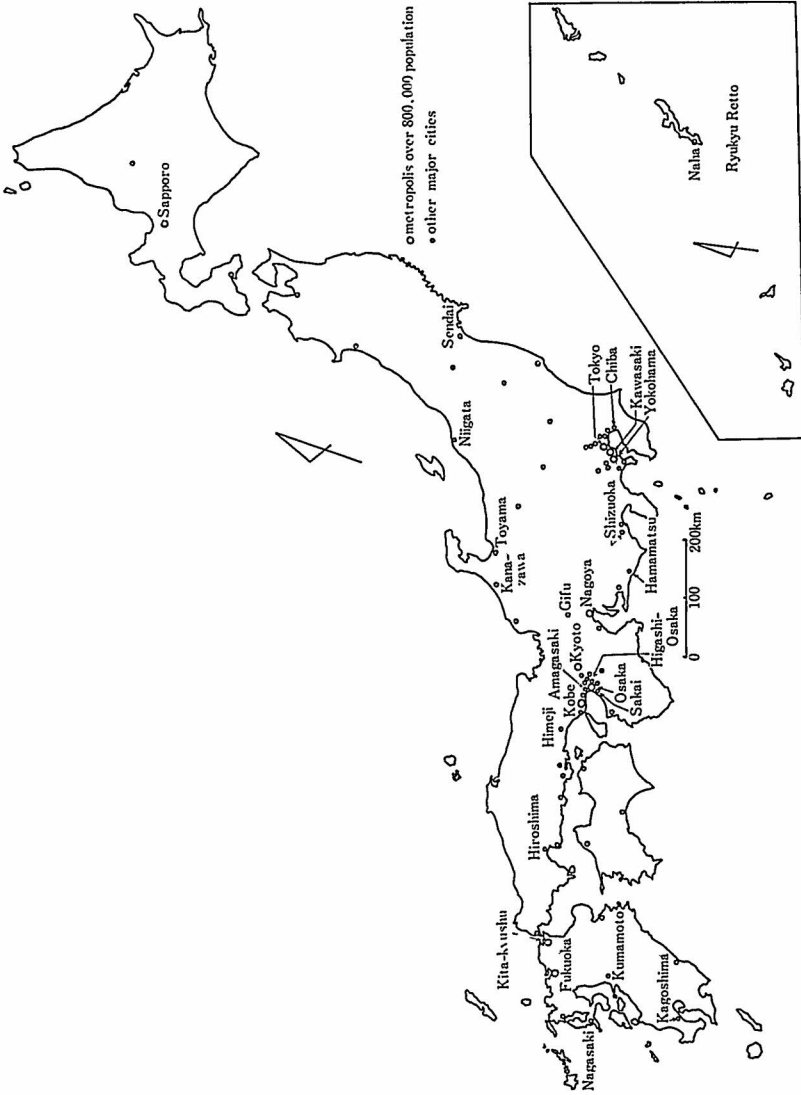 Sapporo
o metropolis over 800,000 population
• other major cities
Sendai
Niigata
Toyama
Kana-
zawa
Tokyo
Chiba
Kawasaki
Yokohama
Shizuoka
Hamamatsu
Nagoya
Gifu
Kyoto
Amagasaki
Kobe
Himeji
Higashi-
Osaka
Osaka
Sakai
0 100 200km
Hiroshima
Kita-kyushu
Fukuoka
Kumamoto
Nagasaki
Kagoshima
Naha
Ryukyu Retto